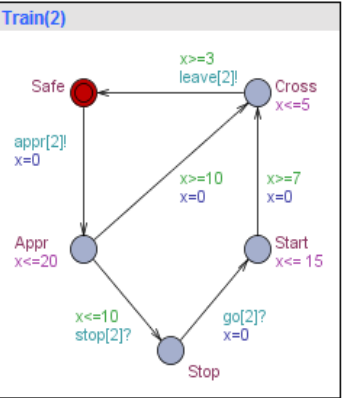 Train(2)
x>=3
leave[2]!
Safe
Cross
x<=5
appr[2]!
x=0
x>=10
x=0
x>=7
x=0
Appr
x<=20
Start
x<= 15
x<=10
stop[2]?
go[2]?
x=0
Stop